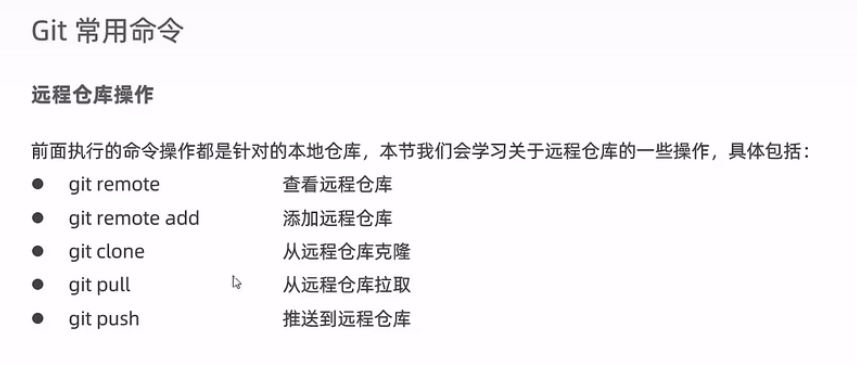 Git 常用命令
远程仓库操作
前面执行的命令操作都是针对的本地仓库，本节我们会学习关于远程仓库的一些操作，具体包括：
● git remote 查看远程仓库
● git remote add 添加远程仓库
● git clone 从远程仓库克隆
● git pull 从远程仓库拉取
● git push 推送到远程仓库